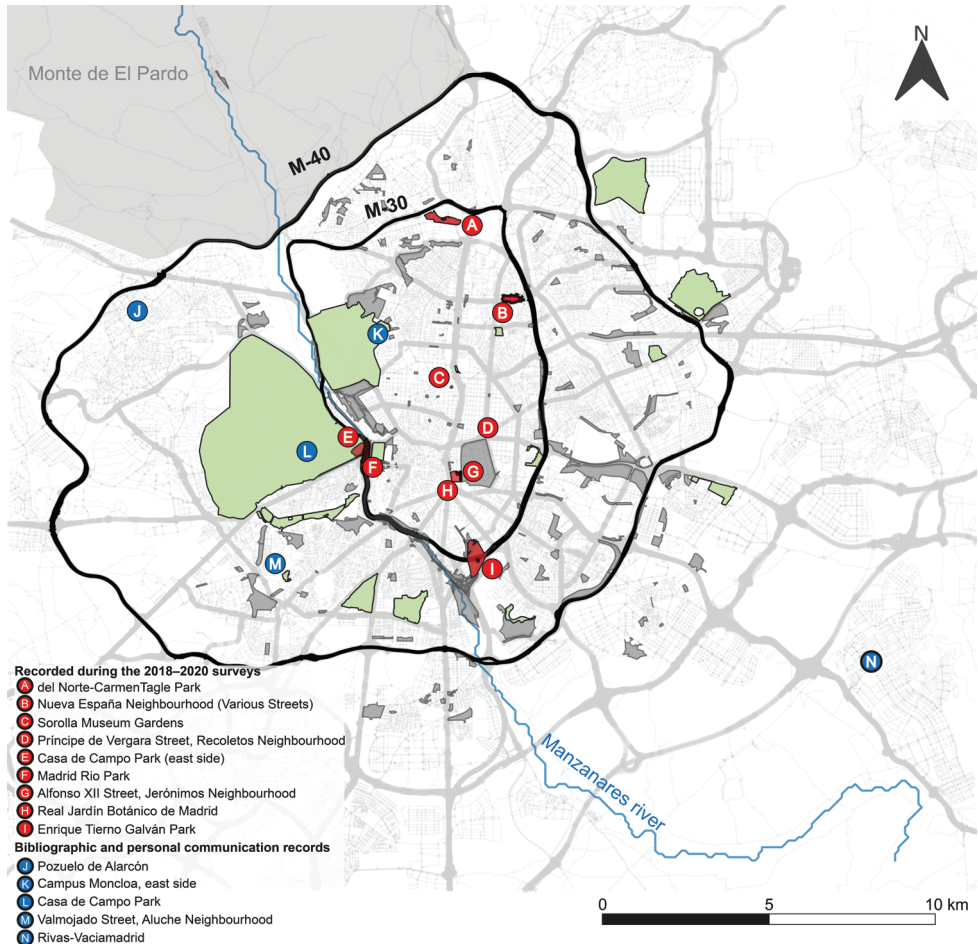 N
Monte de El Pardo
M-40
M-30
A
B
J
K
C
D
E
L
F
G
H
M
I
N
Manzanares river
Recorded during the 2018–2020 surveys
A del Norte-CarmenTagle Park
B Nueva España Neighbourhood (Various Streets)
C Sorolla Museum Gardens
D Príncipe de Vergara Street, Recoletos Neighbourhood
E Casa de Campo Park (east side)
F Madrid Rio Park
G Alfonso XII Street, Jerónimos Neighbourhood
H Real Jardín Botánico de Madrid
I Enrique Tierno Galván Park
Bibliographic and personal communication records
J Pozuelo de Alarcón
K Campus Moncloa, east side
L Casa de Campo Park
M Valmojado Street, Aluche Neighbourhood
N Rivas-Vaciamadrid
0 5 10 km